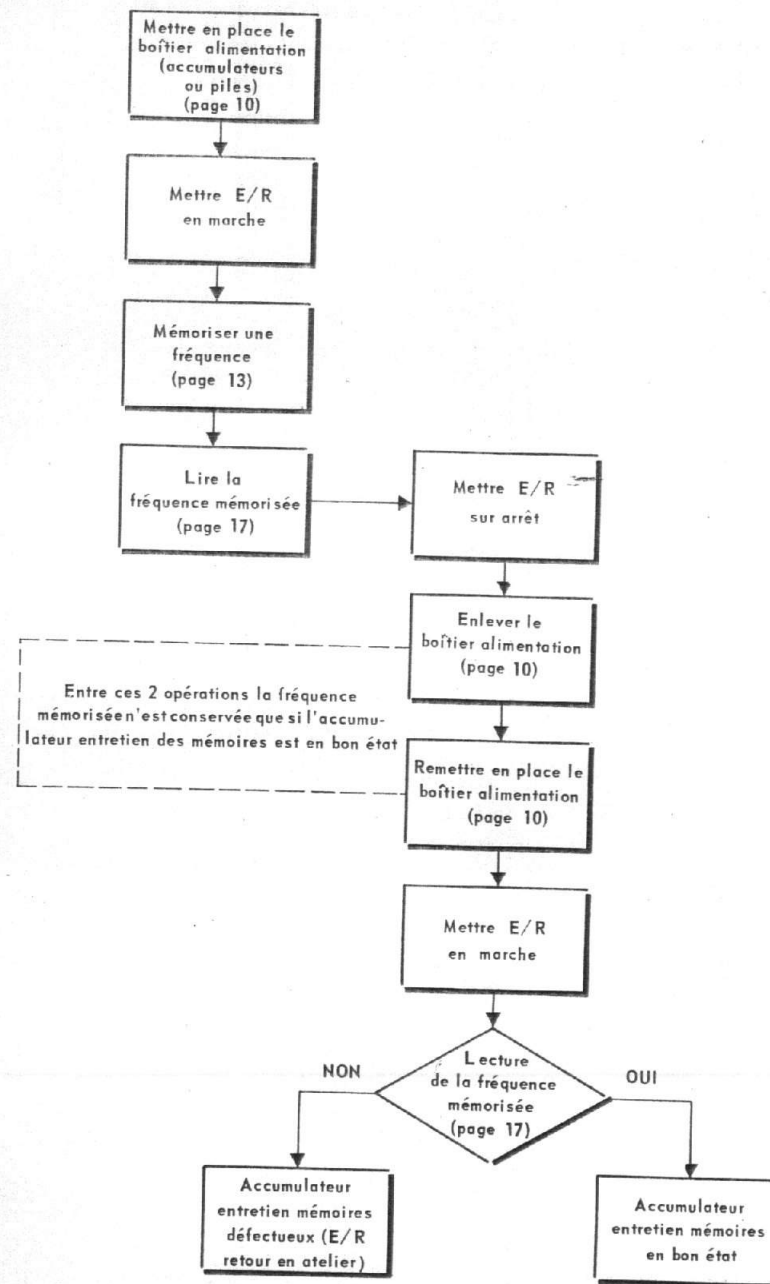 Mettre en place le
boîtier alimentation
(accumulateurs
ou piles)
(page 10)
Mettre E/R
en marche
Mémoriser une
fréquence
(page 13)
Lire la
fréquence mémorisée
(page 17)
Mettre E/R
sur arrêt
Enlever le
boîtier alimentation
(page 10)
Entre ces 2 opérations la fréquence
mémorisée n'est conservée que si l'accumu-
lateur entretien des mémoires est en bon état
Remettre en place le
boîtier alimentation
(page 10)
Mettre E/R
en marche
Lecture
de la fréquence
mémorisée
(page 17)
NON
OUI
Accumulateur
entretien mémoires
défectueux (E/R
retour en atelier)
Accumulateur
entretien mémoires
en bon état